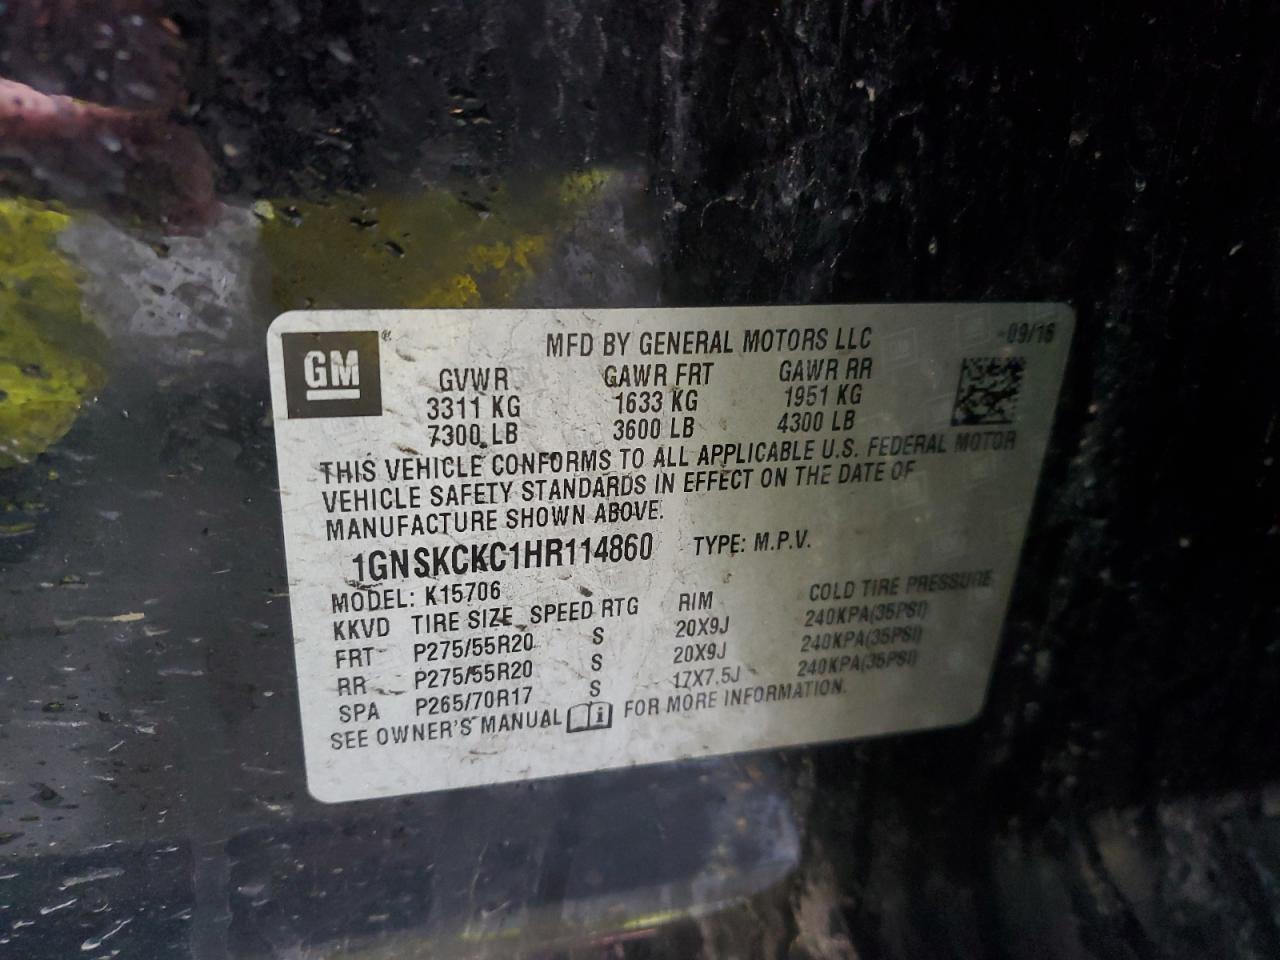 GM ®
MFD BY GENERAL MOTORS LLC 09/16
GVWR GAWR FRT GAWR RR
3311 KG 1633 KG 1951 KG
7300 LB 3600 LB 4300 LB
THIS VEHICLE CONFORMS TO ALL APPLICABLE U.S. FEDERAL MOTOR
VEHICLE SAFETY STANDARDS IN EFFECT ON THE DATE OF
MANUFACTURE SHOWN ABOVE.
1GNSKCKC1HR114860 TYPE: M.P.V.
MODEL: K15706
KKVD TIRE SIZE SPEED RTG RIM COLD TIRE PRESSURE
FRT P275/55R20 S 20X9J 240KPA(35PSI)
RR P275/55R20 S 20X9J 240KPA(35PSI)
SPA P265/70R17 S 17X7.5J 240KPA(35PSI)
SEE OWNER'S MANUAL FOR MORE INFORMATION.